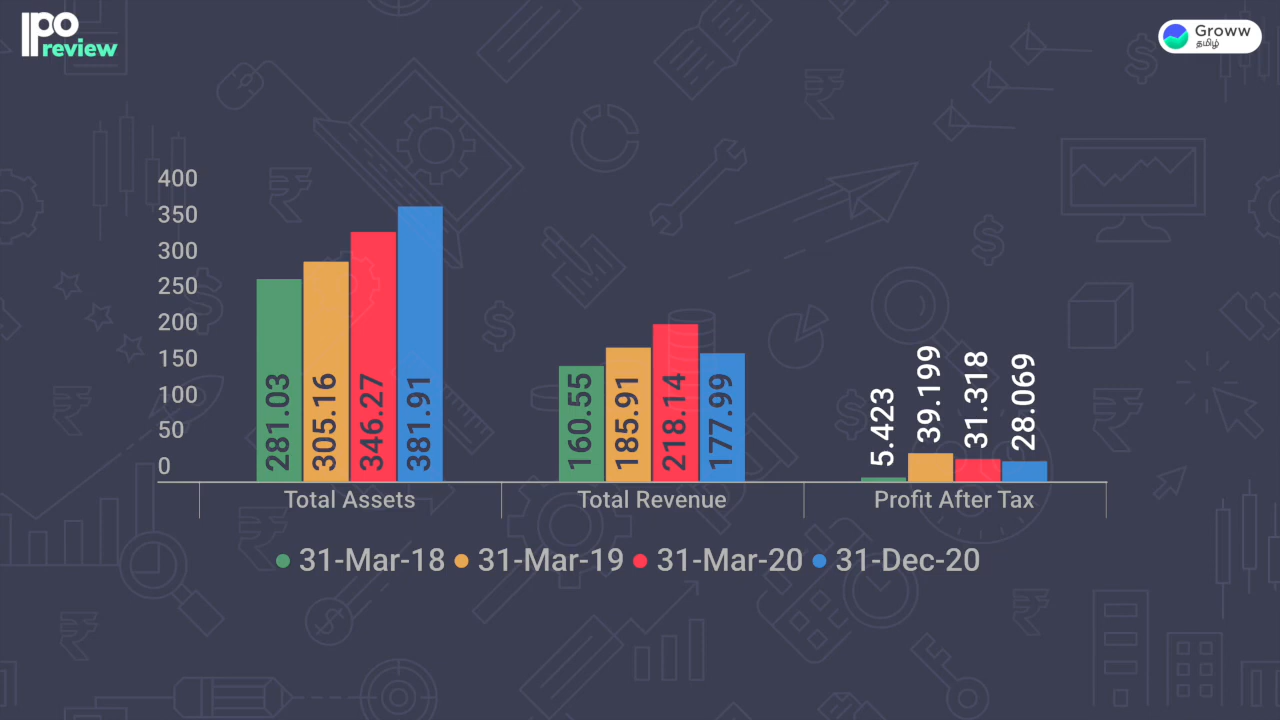 IPO
review
Groww
தமிழ்
400
350
300
250
200
150
100
50
0
281.03
305.16
346.27
381.91
160.55
185.91
218.14
177.99
5.423
39.199
31.318
28.069
Total Assets
Total Revenue
Profit After Tax
31-Mar-18 31-Mar-19 31-Mar-20 31-Dec-20